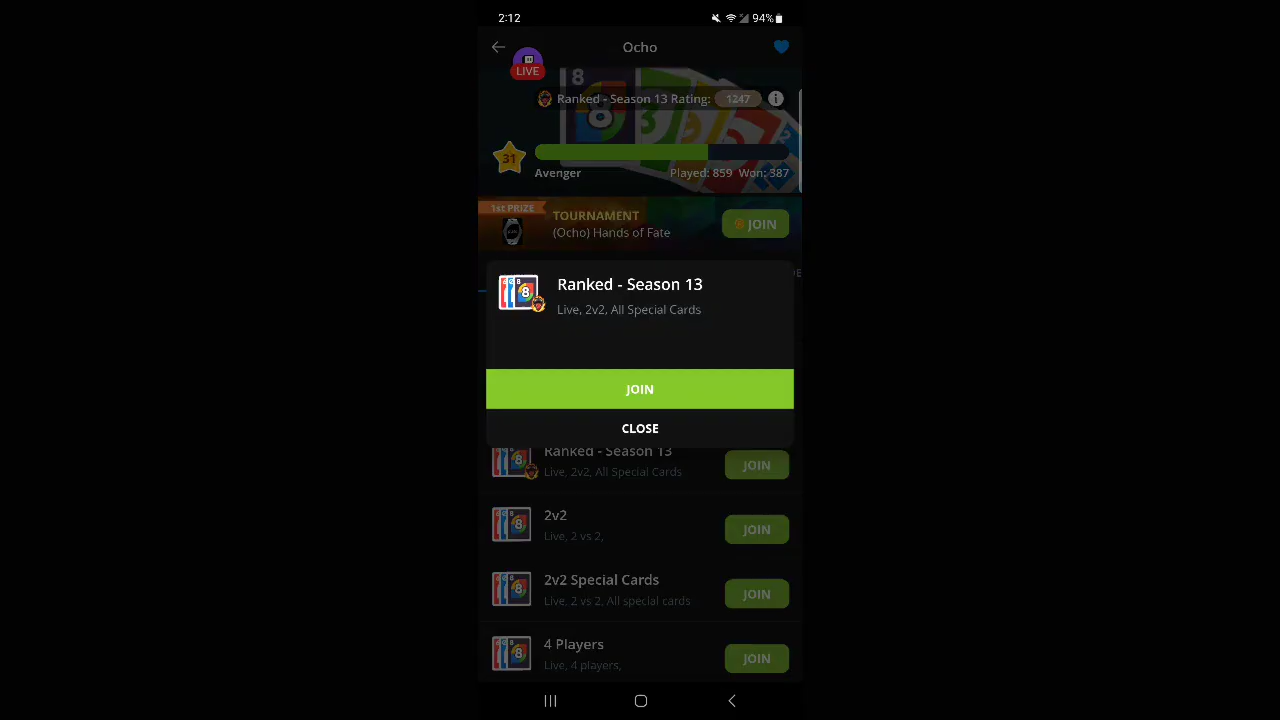 2:12
94%
Ocho
LIVE
8
8
Ranked - Season 13 Rating: 1247
31
Avenger
Played: 859 Won: 387
1st PRIZE
TOURNAMENT
(Ocho) Hands of Fate
JOIN
Ranked - Season 13
Live, 2v2, All Special Cards
JOIN
CLOSE
Ranked - Season 13
Live, 2v2, All Special Cards
JOIN
2v2
Live, 2 vs 2,
JOIN
2v2 Special Cards
Live, 2 vs 2, All special cards
JOIN
4 Players
Live, 4 players,
JOIN